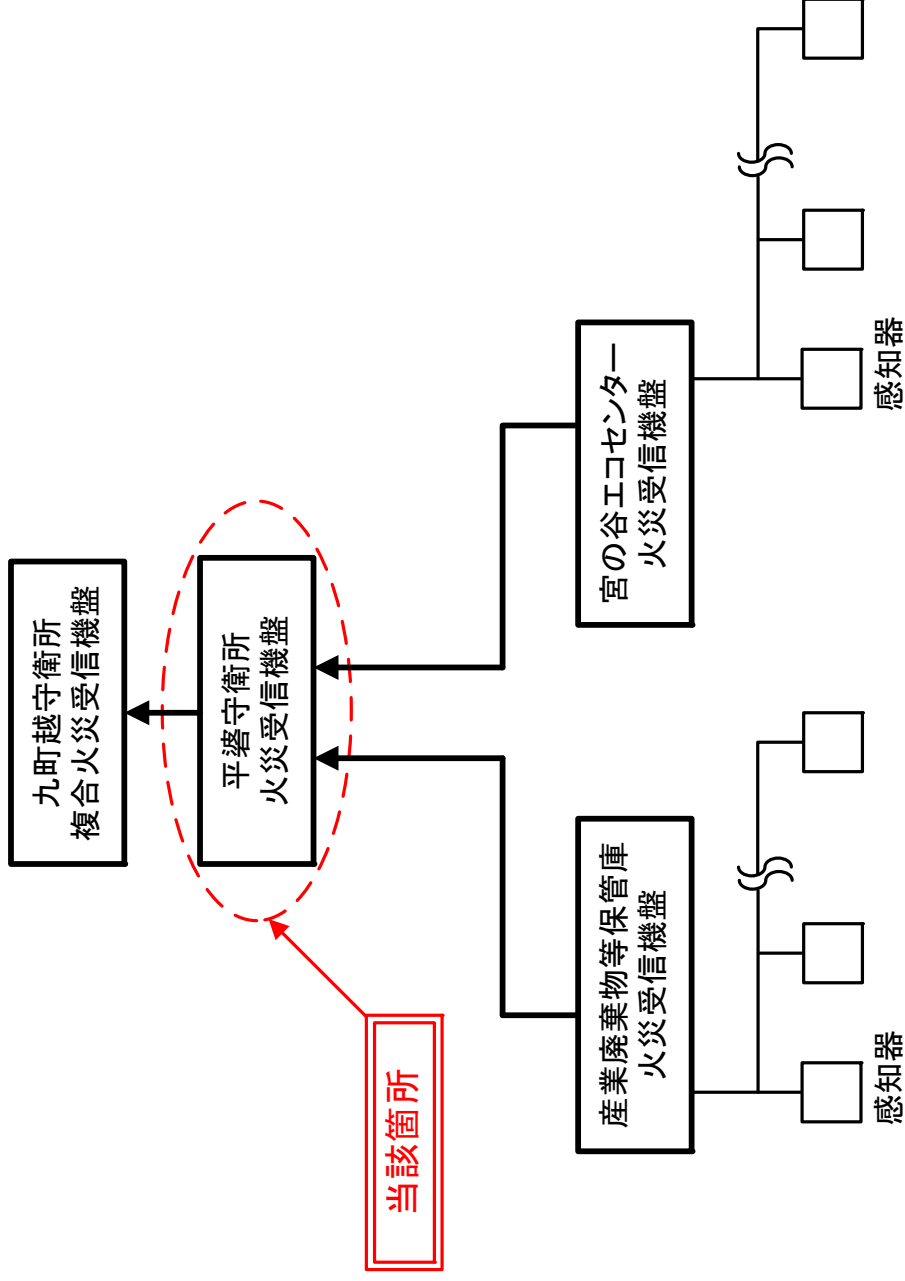 九町越守衛所
複合火災受信機盤
平碆守衛所
火災受信機盤
当該箇所
産業廃棄物等保管庫
火災受信機盤
宮の谷エコセンター
火災受信機盤
感知器
感知器